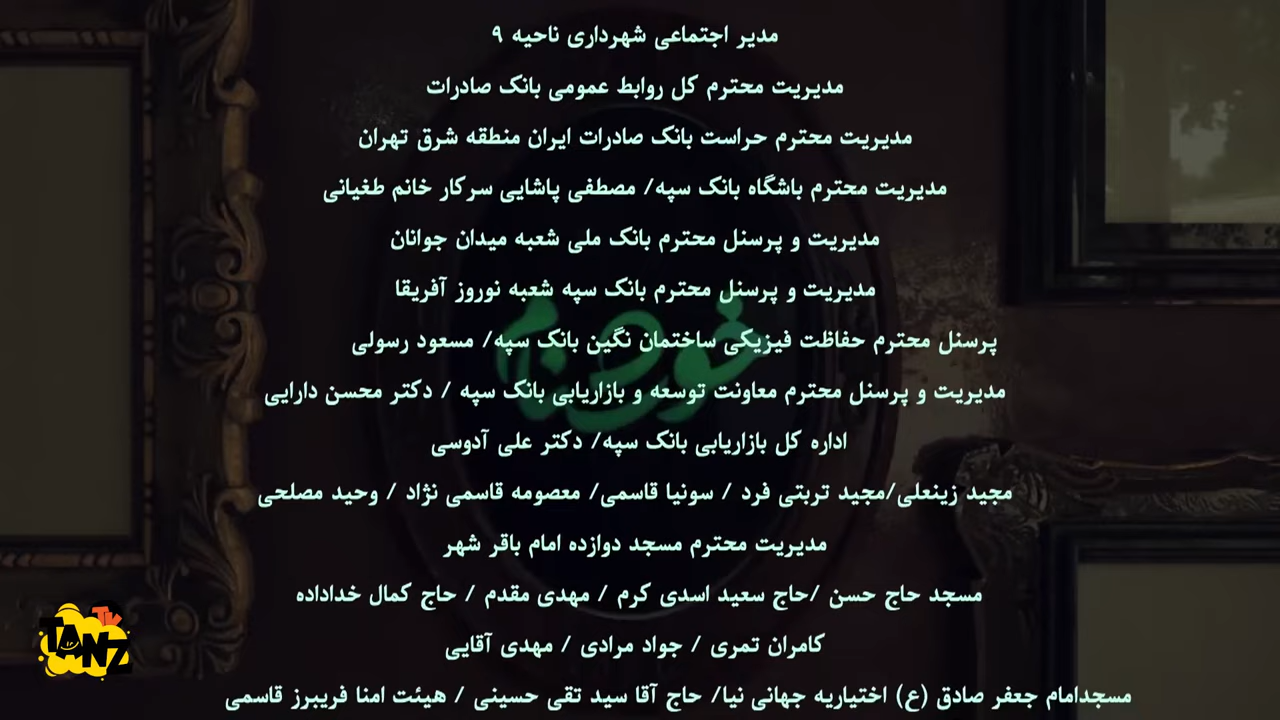 مدیر اجتماعی شهرداری ناحیه ۹
مدیریت محترم کل روابط عمومی بانک صادرات
مدیریت محترم حراست بانک صادرات ایران منطقه شرق تهران
مدیریت محترم باشگاه بانک سپه/ مصطفی پاشایی سرکار خانم طغیانی
مدیریت و پرسنل محترم بانک ملی شعبه میدان جوانان
مدیریت و پرسنل محترم بانک سپه شعبه نوروز آفریقا
پرسنل محترم حفاظت فیزیکی ساختمان نگین بانک سپه/ مسعود رسولی
مدیریت و پرسنل محترم معاونت توسعه و بازاریابی بانک سپه / دکتر محسن دارایی
اداره کل بازاریابی بانک سپه/ دکتر علی آدوسی
مجید زینعلی/مجید تربتی فرد / سونیا قاسمی/ معصومه قاسمی نژاد / وحید مصلحی
مدیریت محترم مسجد دوازده امام باقر شهر
مسجد حاج حسن /حاج سعید اسدی کرم / مهدی مقدم / حاج کمال خداداده
کامران تمری / جواد مرادی / مهدی آقایی
مسجدامام جعفر صادق (ع) اختیاریه جهانی نیا/ حاج آقا سید تقی حسینی / هیئت امنا فریبرز قاسمی
TANZ TV